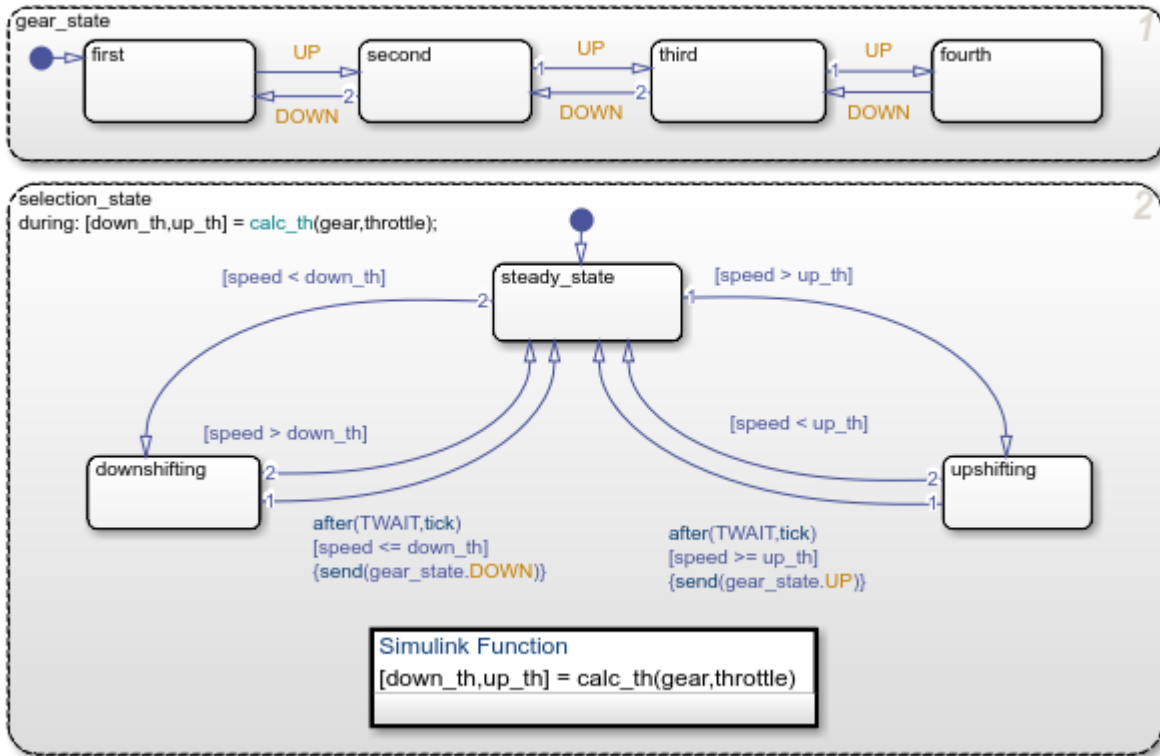 gear_state
1
first
UP
second
UP
third
UP
fourth
1
1
2
2
DOWN
DOWN
DOWN
selection_state
2
during: [down_th,up_th] = calc_th(gear,throttle);
[speed < down_th]
steady_state
[speed > up_th]
2
1
[speed > down_th]
[speed < up_th]
downshifting
upshifting
2
2
1
1
after(TWAIT,tick)
[speed <= down_th]
{send(gear_state.DOWN)}
after(TWAIT,tick)
[speed >= up_th]
{send(gear_state.UP)}
Simulink Function
[down_th,up_th] = calc_th(gear,throttle)